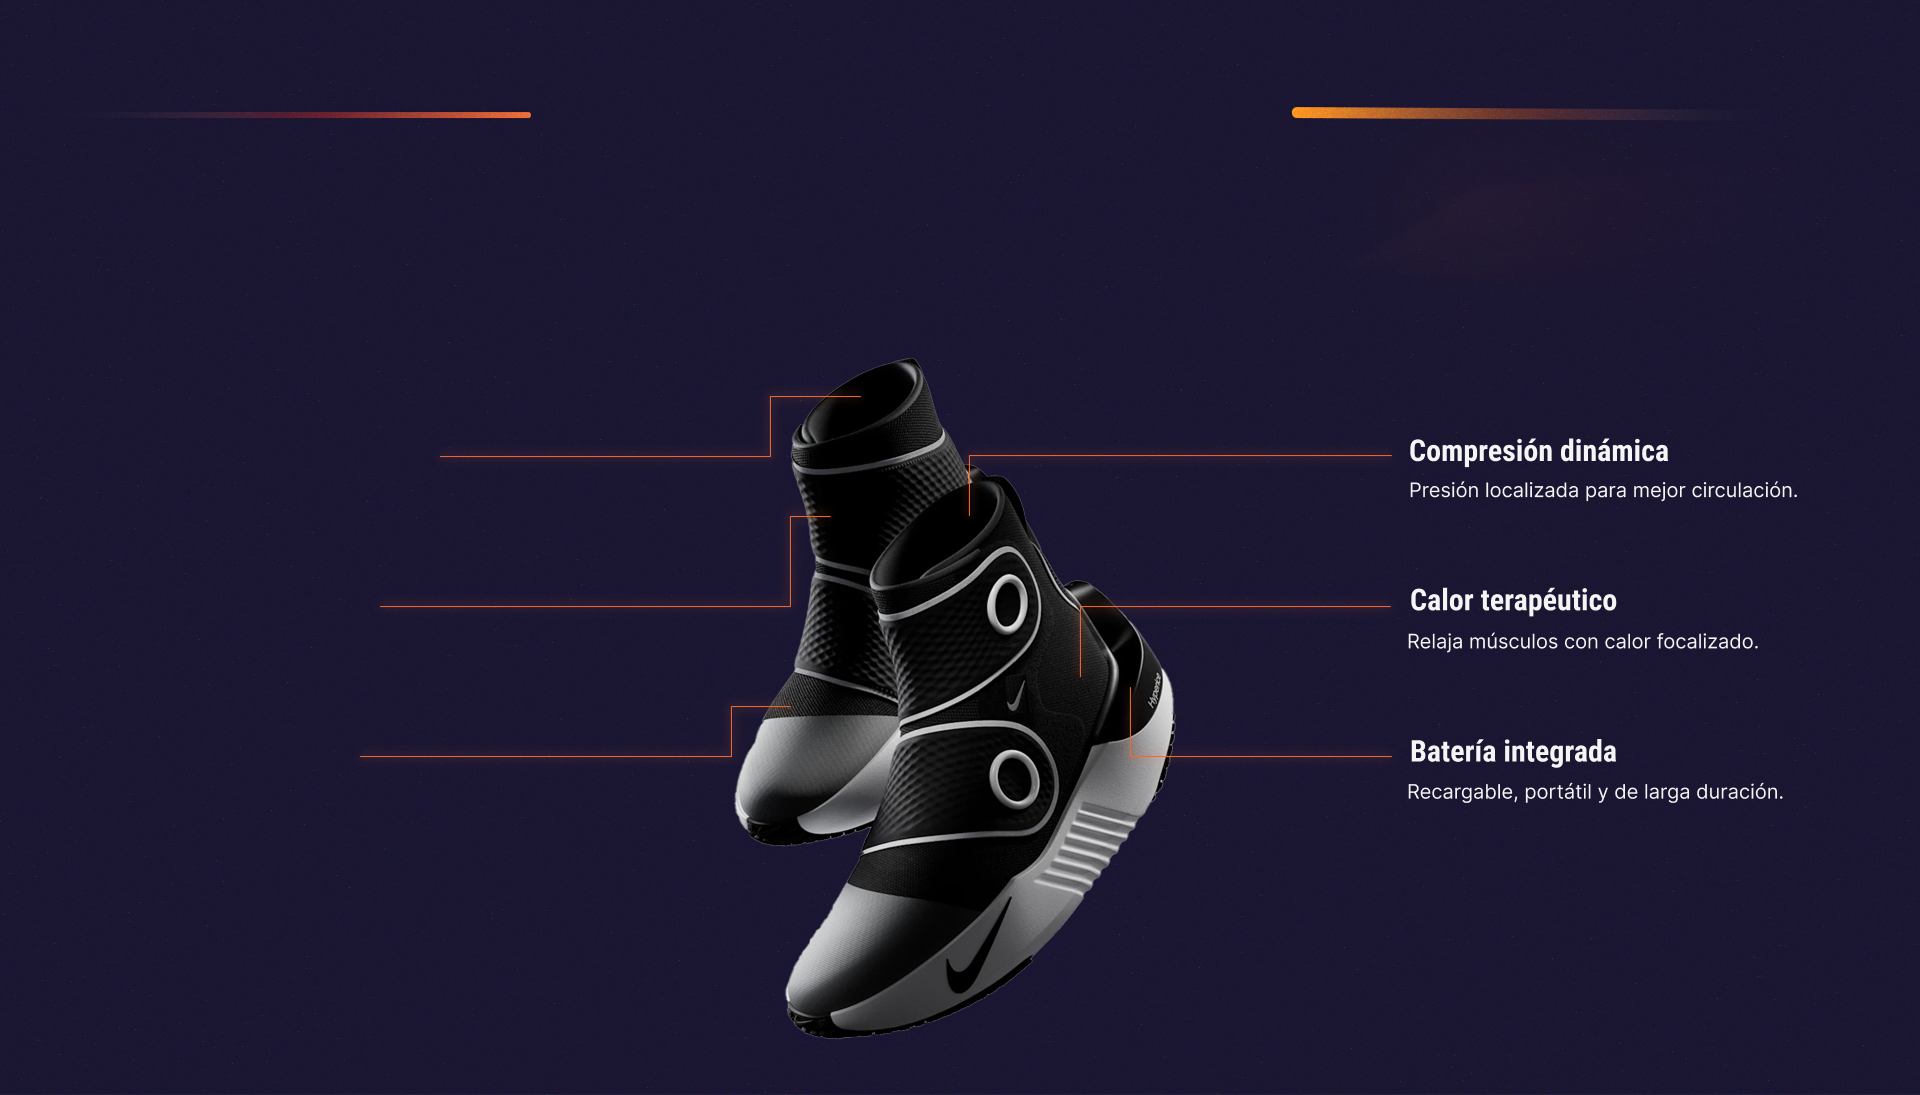 Compresión dinámica
Presión localizada para mejor circulación.
Calor terapéutico
Relaja músculos con calor focalizado.
Hyperice
Batería integrada
Recargable, portátil y de larga duración.